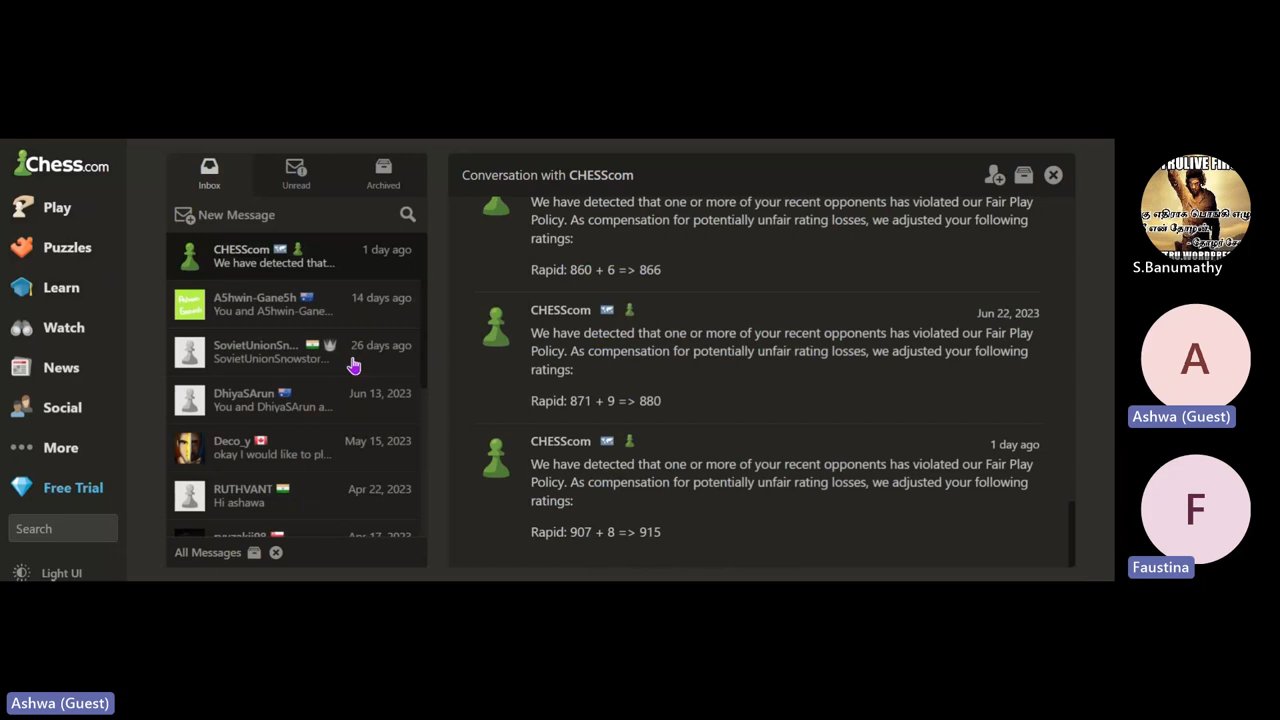 Chess.com
Play
Puzzles
Learn
Watch
News
Social
More
Free Trial
Search
Light UI
Inbox
Unread
Archived
New Message
CHESScom
1 day ago
We have detected that...
A5hwin-Gane5h
14 days ago
You and A5hwin-Gane...
SovietUnionSn...
26 days ago
SovietUnionSnowstor...
DhiyaSArun
Jun 13, 2023
You and DhiyaSArun a...
Deco_y
May 15, 2023
okay I would like to pl...
RUTHVANT
Apr 22, 2023
Hi ashawa
Apr 17, 2023
All Messages
Conversation with CHESScom
We have detected that one or more of your recent opponents has violated our Fair Play
Policy. As compensation for potentially unfair rating losses, we adjusted your following
ratings:
Rapid: 860 + 6 => 866
CHESScom
Jun 22, 2023
We have detected that one or more of your recent opponents has violated our Fair Play
Policy. As compensation for potentially unfair rating losses, we adjusted your following
ratings:
Rapid: 871 + 9 => 880
CHESScom
1 day ago
We have detected that one or more of your recent opponents has violated our Fair Play
Policy. As compensation for potentially unfair rating losses, we adjusted your following
ratings:
Rapid: 907 + 8 => 915
கு எதிராக பொங்கி எழு
என் தோழன்
S.Banumathy
A
Ashwa (Guest)
F
Faustina
Ashwa (Guest)